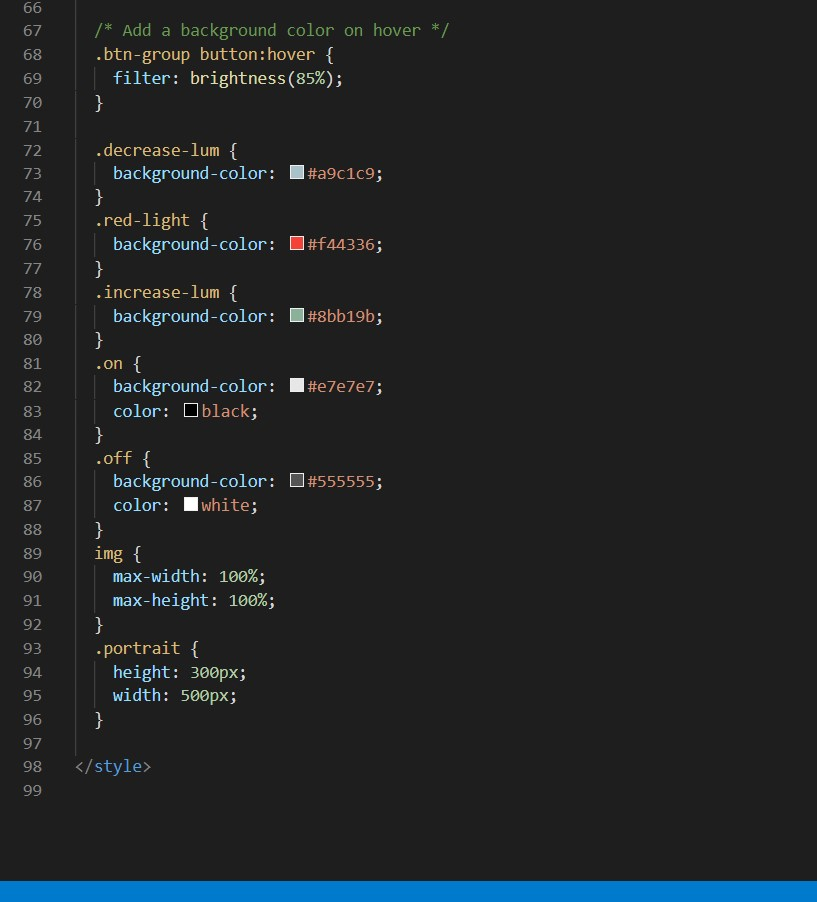 66
67 /* Add a background color on hover */
68 .btn-group button:hover {
69 filter: brightness(85%);
70 }
71
72 .decrease-lum {
73 background-color: #a9c1c9;
74 }
75 .red-light {
76 background-color: #f44336;
77 }
78 .increase-lum {
79 background-color: #8bb19b;
80 }
81 .on {
82 background-color: #e7e7e7;
83 color: black;
84 }
85 .off {
86 background-color: #555555;
87 color: white;
88 }
89 img {
90 max-width: 100%;
91 max-height: 100%;
92 }
93 .portrait {
94 height: 300px;
95 width: 500px;
96 }
97
98 </style>
99